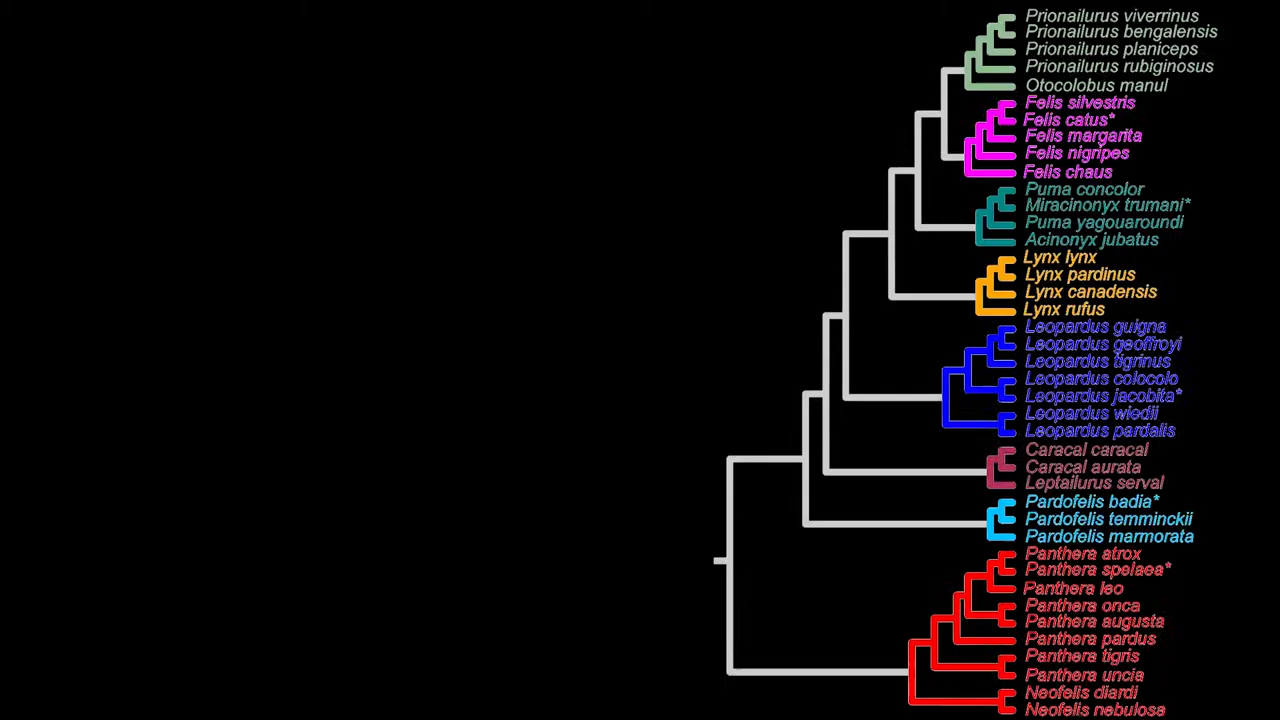 Prionailurus viverrinus
Prionailurus bengalensis
Prionailurus planiceps
Prionailurus rubiginosus
Otocolobus manul
Felis silvestris
Felis catus*
Felis margarita
Felis nigripes
Felis chaus
Puma concolor
Miracinonyx trumani*
Puma yagouaroundi
Acinonyx jubatus
Lynx lynx
Lynx pardinus
Lynx canadensis
Lynx rufus
Leopardus guigna
Leopardus geoffroyi
Leopardus tigrinus
Leopardus colocolo
Leopardus jacobita*
Leopardus wiedii
Leopardus pardalis
Caracal caracal
Caracal aurata
Leptailurus serval
Pardofelis badia*
Pardofelis temminckii
Pardofelis marmorata
Panthera atrox
Panthera spelaea*
Panthera leo
Panthera onca
Panthera augusta
Panthera pardus
Panthera tigris
Panthera uncia
Neofelis diardi
Neofelis nebulosa